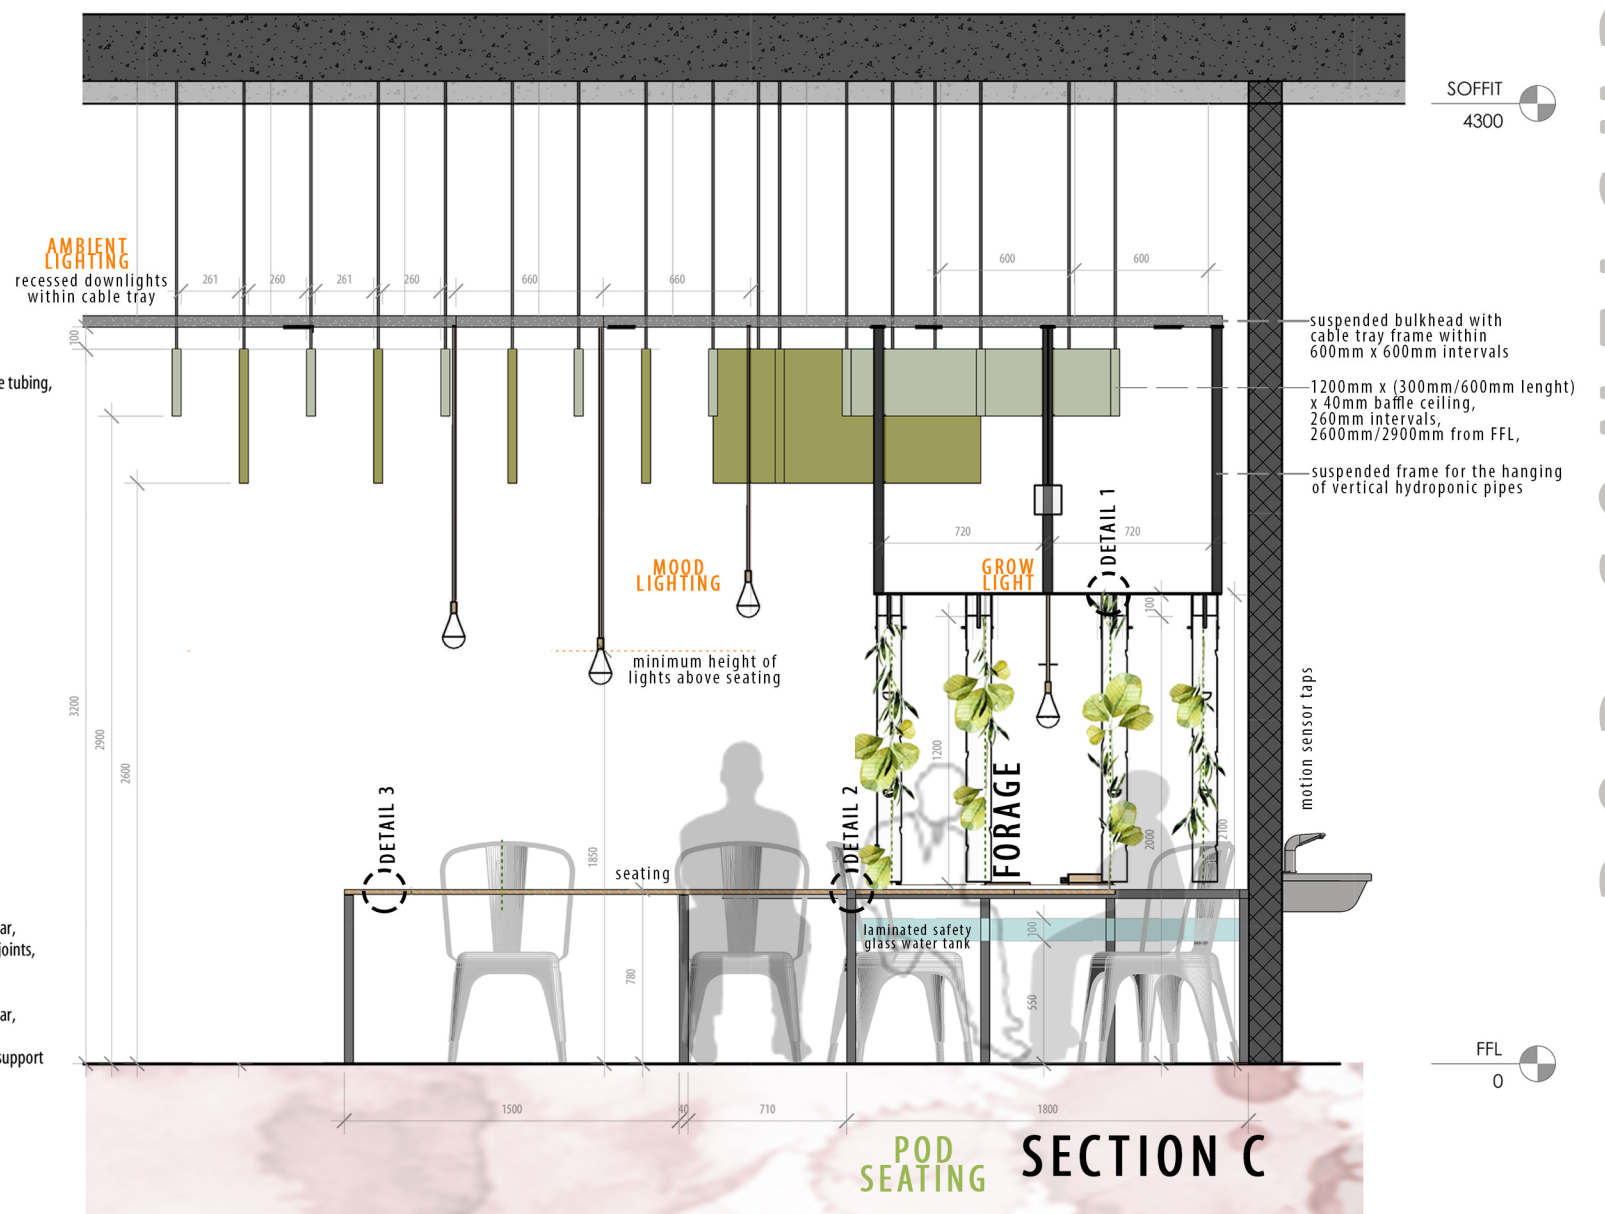 SOFFIT
4300
AMBIENT
LIGHTING
recessed downlights
within cable tray
261
260
261
260
660
660
600
600
100
suspended bulkhead with
cable tray frame within
600mm x 600mm intervals
e tubing,
1200mm x (300mm/600mm lenght)
x 40mm baffle ceiling,
260mm intervals,
2600mm/2900mm from FFL,
suspended frame for the hanging
of vertical hydroponic pipes
DETAIL 1
720
720
MOOD
LIGHTING
GROW
LIGHT
100
minimum height of
lights above seating
3200
2900
2600
1200
motion sensor taps
FORAGE
DETAIL 3
DETAIL 2
1850
2000
2100
seating
ar,
joints,
laminated safety
glass water tank
100
780
550
ar,
support
FFL
0
1500
40
710
1800
POD
SEATING
SECTION C